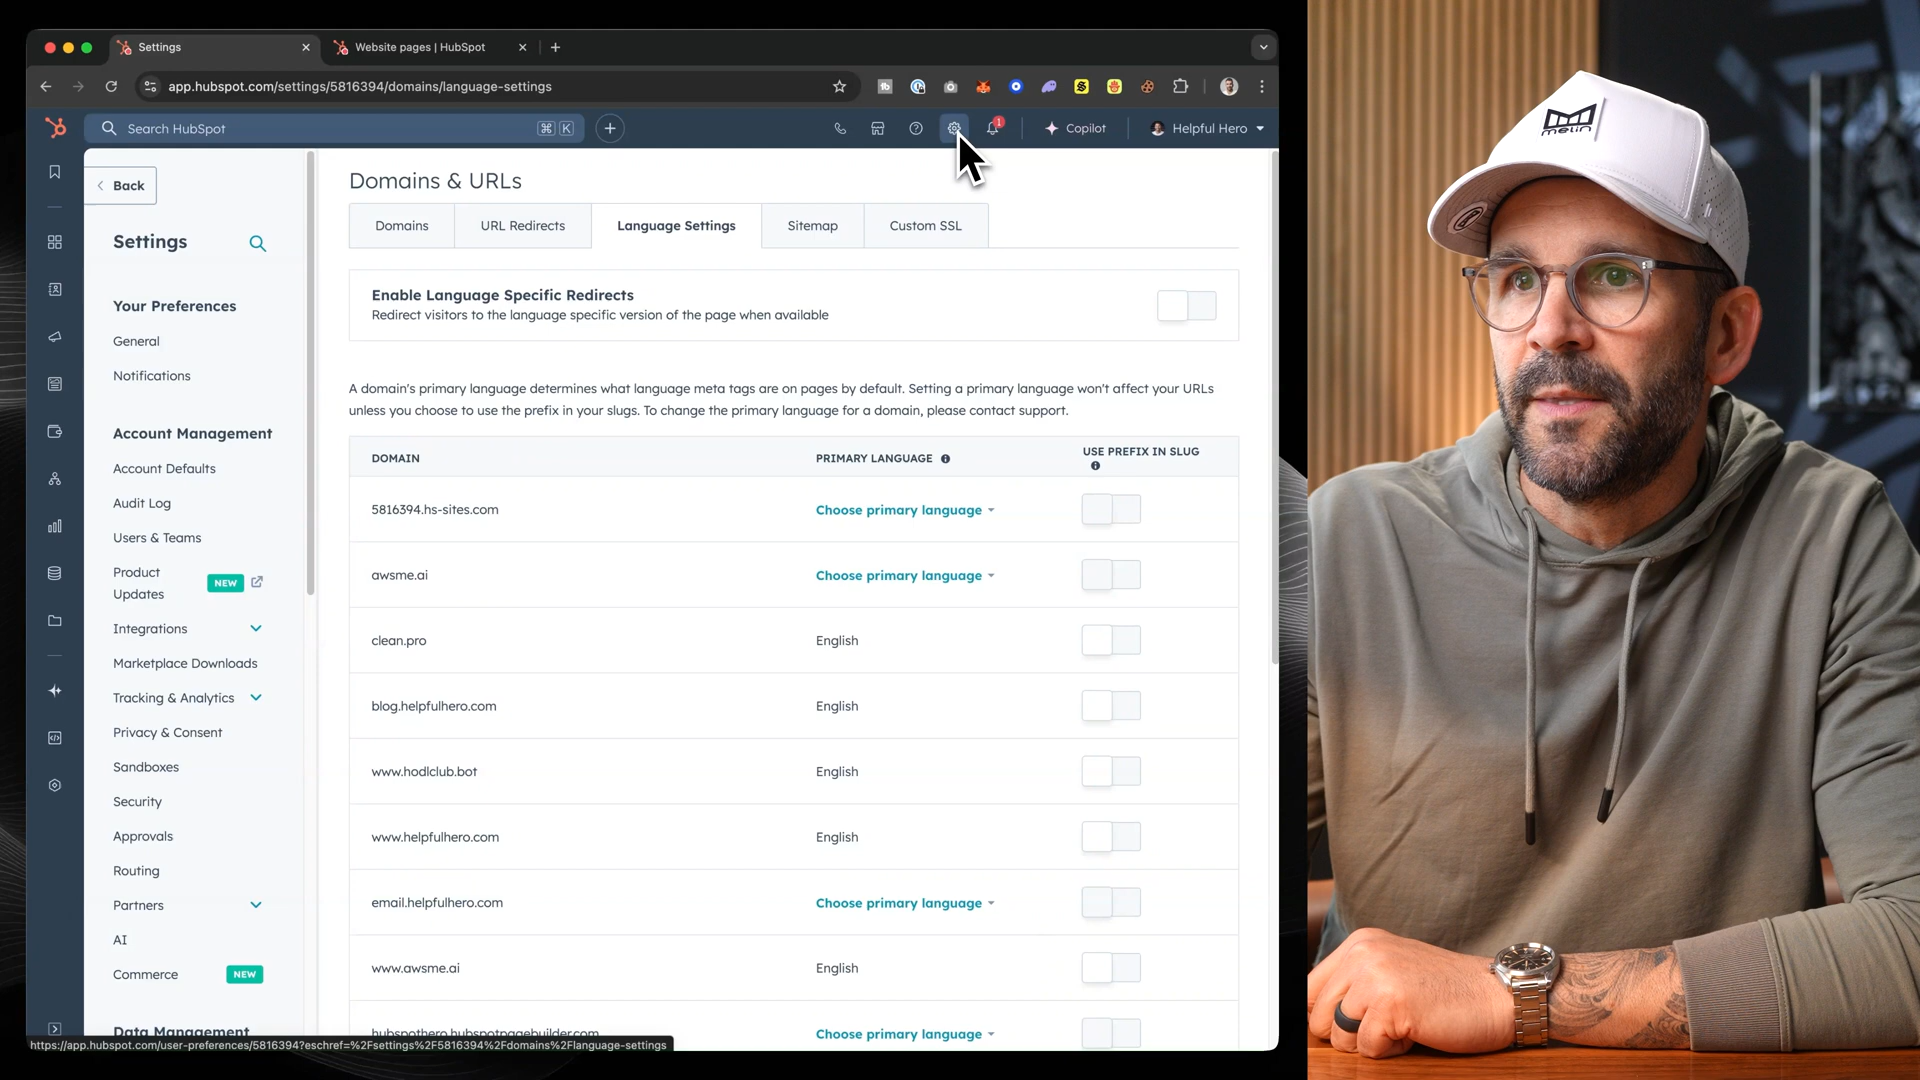 Settings
Website pages | HubSpot
app.hubspot.com/settings/5816394/domains/language-settings
Search HubSpot
⌘ K
1
Copilot
Helpful Hero
Back
Settings
Your Preferences
General
Notifications
Account Management
Account Defaults
Audit Log
Users & Teams
Product Updates
NEW
Integrations
Marketplace Downloads
Tracking & Analytics
Privacy & Consent
Sandboxes
Security
Approvals
Routing
Partners
AI
Commerce
NEW
Data Management
Domains & URLs
Domains
URL Redirects
Language Settings
Sitemap
Custom SSL
Enable Language Specific Redirects
Redirect visitors to the language specific version of the page when available
A domain's primary language determines what language meta tags are on pages by default. Setting a primary language won't affect your URLs
unless you choose to use the prefix in your slugs. To change the primary language for a domain, please contact support.
DOMAIN PRIMARY LANGUAGE USE PREFIX IN SLUG
5816394.hs-sites.com Choose primary language
awsme.ai Choose primary language
clean.pro English
blog.helpfulhero.com English
www.hodlclub.bot English
www.helpfulhero.com English
email.helpfulhero.com Choose primary language
www.awsme.ai English
hubspothero.hubspotpagebuilder.com Choose primary language
https://app.hubspot.com/user-preferences/5816394?eschref=%2Fsettings%2F5816394%2Fdomains%2Flanguage-settings
melin